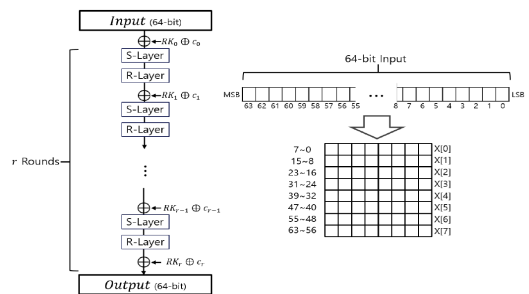 Input (64-bit)
RK₀ ⊕ c₀
S-Layer
R-Layer
RK₁ ⊕ c₁
S-Layer
R-Layer
r Rounds
⋮
RKᵣ₋₁ ⊕ cᵣ₋₁
S-Layer
R-Layer
RKᵣ ⊕ cᵣ
Output (64-bit)
64-bit Input
MSB ... LSB
63 62 61 60 59 58 57 56 55 8 7 6 5 4 3 2 1 0
7~0 X[0]
15~8 X[1]
23~16 X[2]
31~24 X[3]
39~32 X[4]
47~40 X[5]
55~48 X[6]
63~56 X[7]